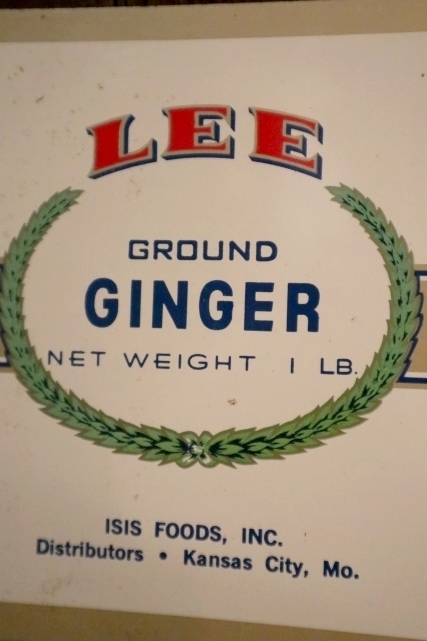 LEE
GROUND
GINGER
NET WEIGHT 1 LB.
ISIS FOODS, INC.
Distributors • Kansas City, Mo.